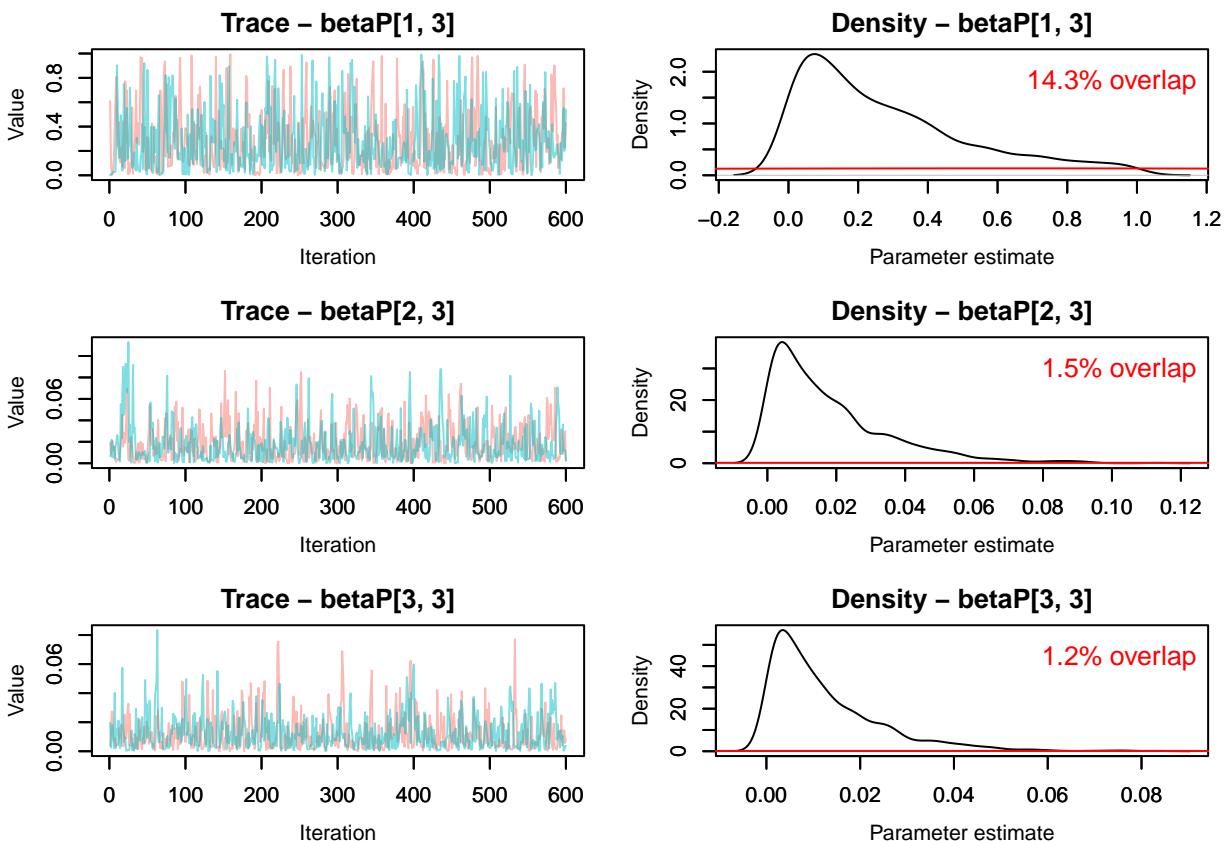 Trace – betaP[1, 3]
Value
0.0 0.4 0.8
0 100 200 300 400 500 600
Iteration
Density – betaP[1, 3]
14.3% overlap
Density
0.0 1.0 2.0
−0.2 0.0 0.2 0.4 0.6 0.8 1.0 1.2
Parameter estimate
Trace – betaP[2, 3]
Value
0.00 0.06
0 100 200 300 400 500 600
Iteration
Density – betaP[2, 3]
1.5% overlap
Density
0 20
0.00 0.02 0.04 0.06 0.08 0.10 0.12
Parameter estimate
Trace – betaP[3, 3]
Value
0.00 0.06
0 100 200 300 400 500 600
Iteration
Density – betaP[3, 3]
1.2% overlap
Density
0 20 40
0.00 0.02 0.04 0.06 0.08
Parameter estimate